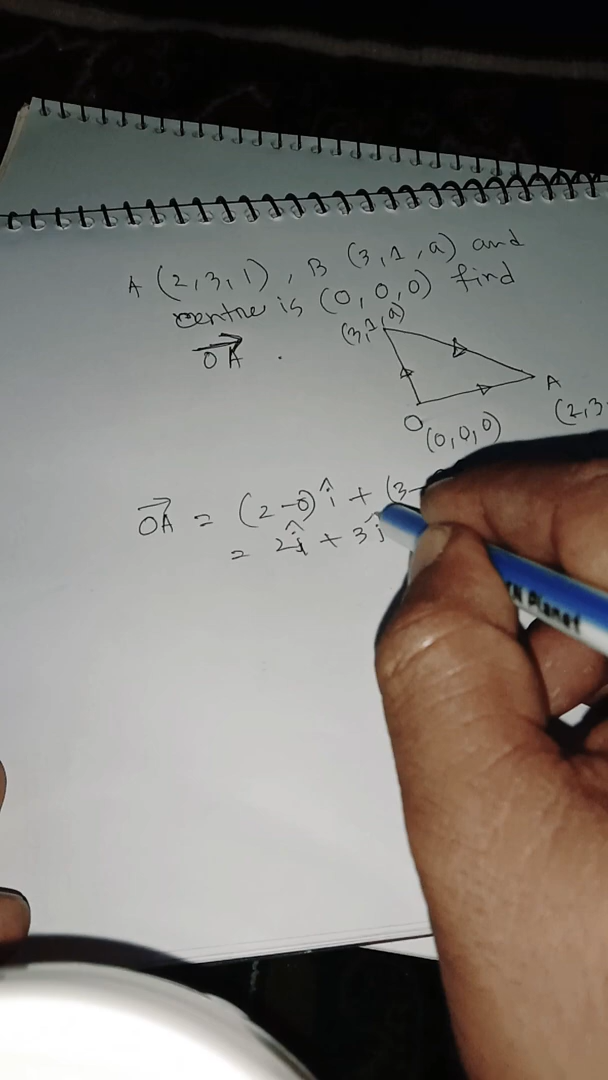 A (2,3,1), B (3,1,a) and
centre is (0,0,0) find
OA .
(3,1,a)
A
(2,3
O
(0,0,0)
OA = (2-0)î + (3-
= 2î + 3ĵ
Planet